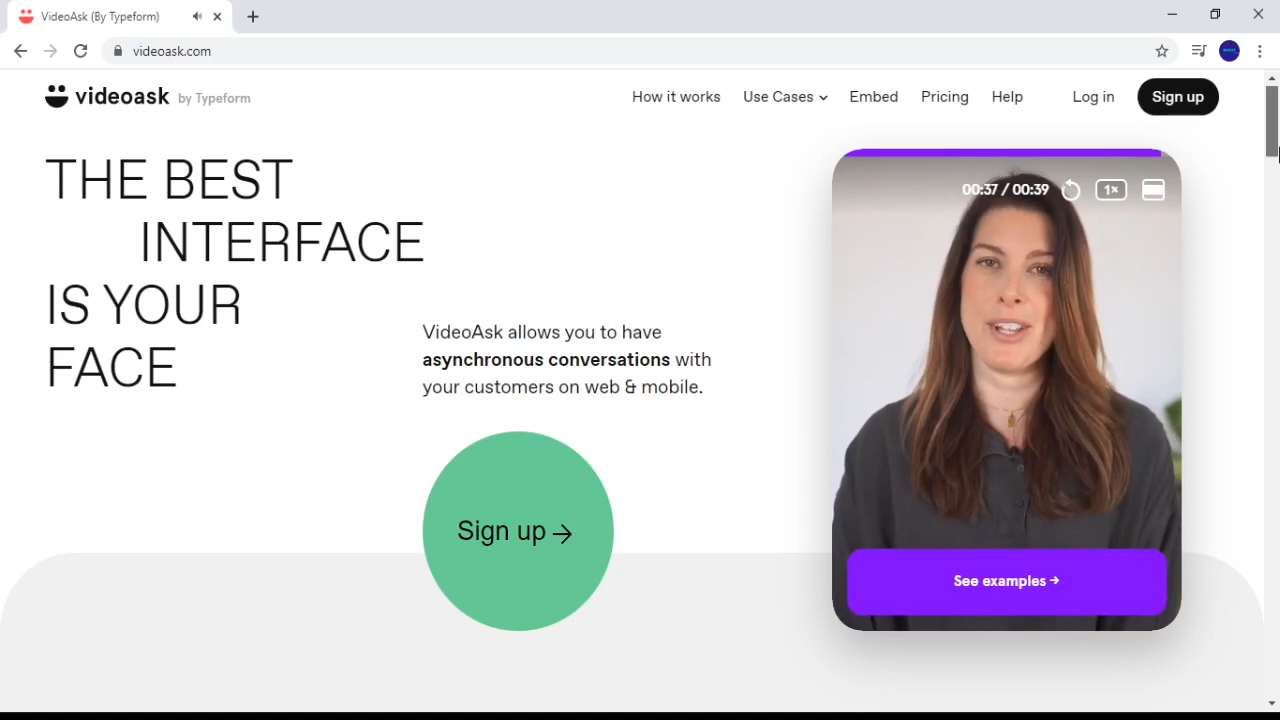 VideoAsk (By Typeform)
videoask.com
videoask by Typeform
How it works Use Cases Embed Pricing Help Log in Sign up
THE BEST
INTERFACE
IS YOUR
FACE
VideoAsk allows you to have
asynchronous conversations with
your customers on web & mobile.
Sign up →
00:37 / 00:39 1×
See examples →